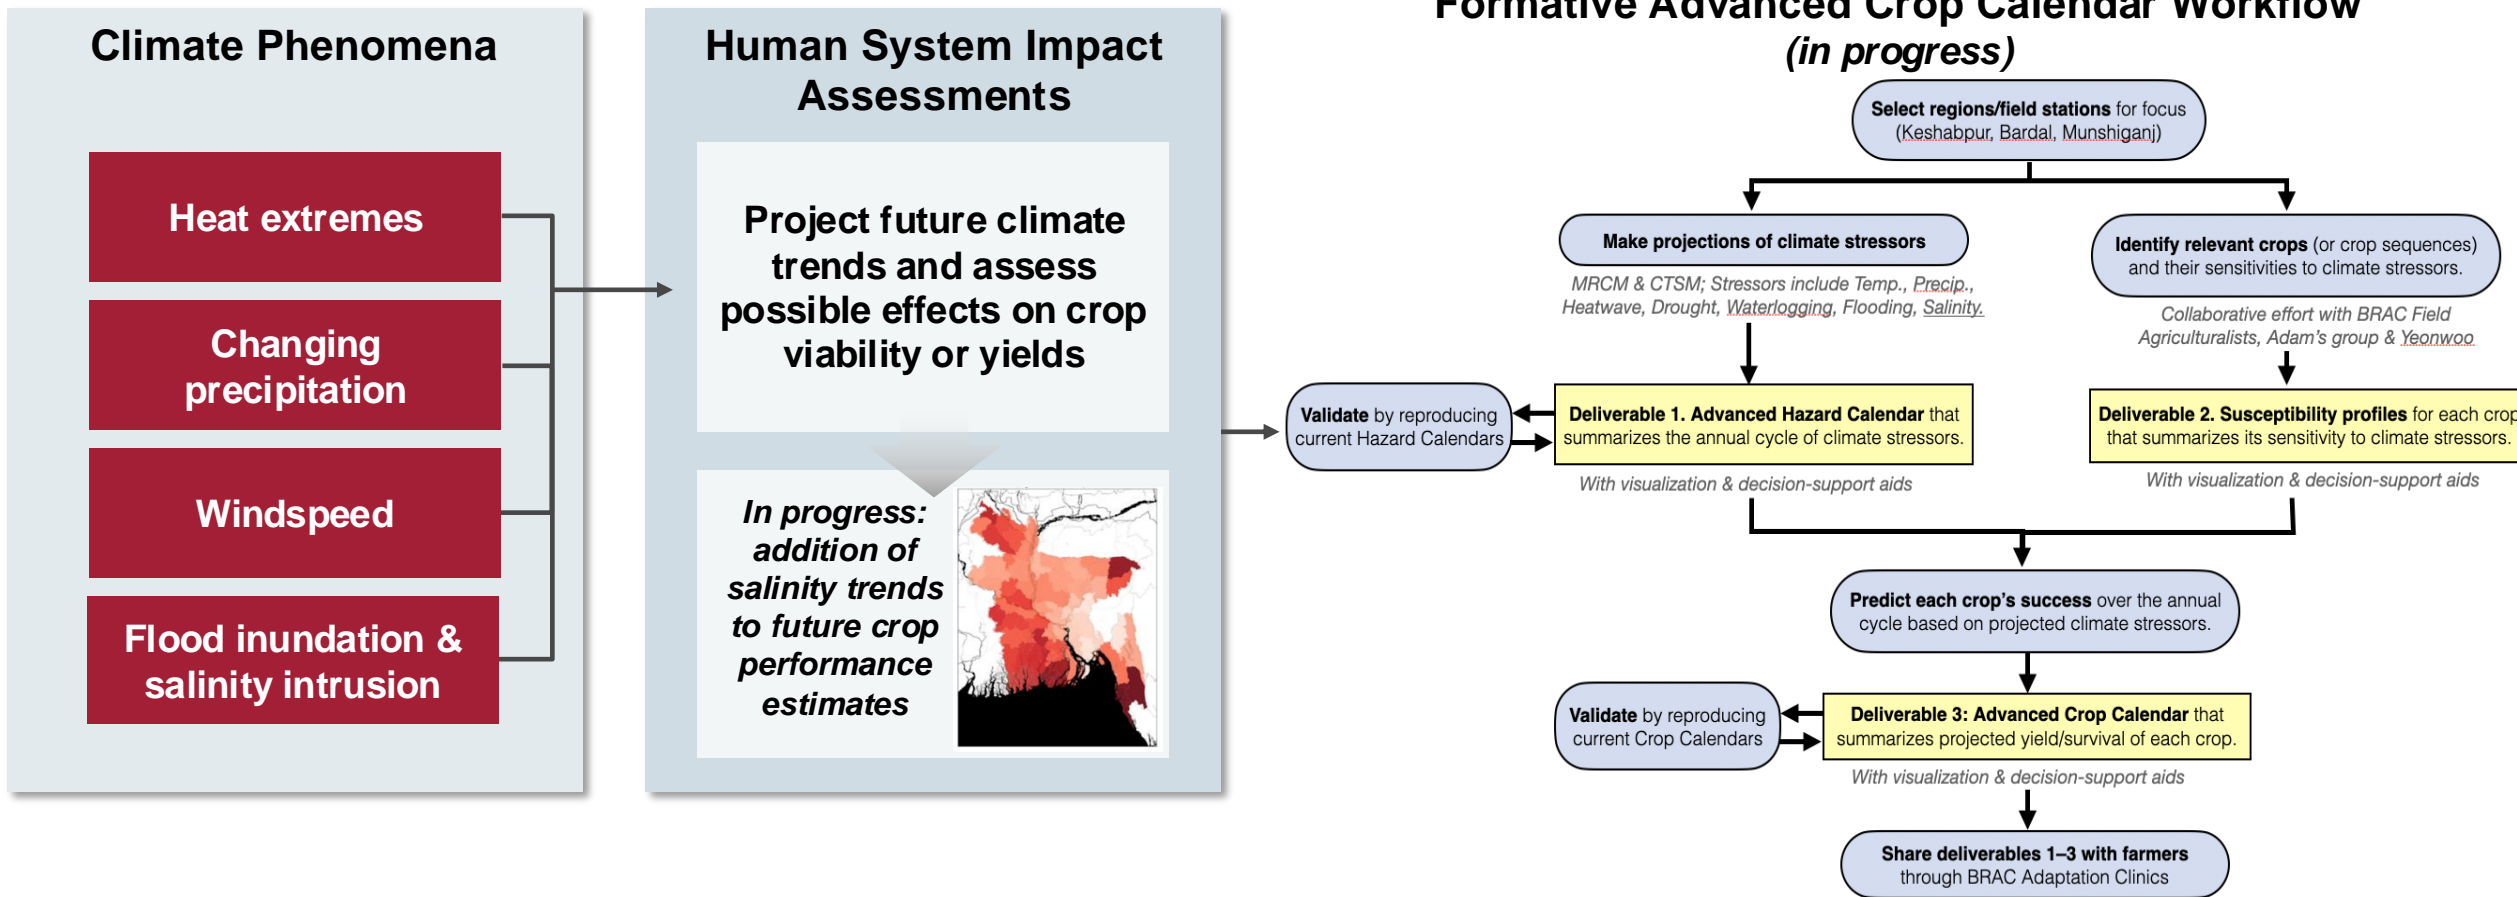 Climate Phenomena
Heat extremes
Changing
precipitation
Windspeed
Flood inundation &
salinity intrusion
Human System Impact
Assessments
Project future climate
trends and assess
possible effects on crop
viability or yields
In progress:
addition of
salinity trends
to future crop
performance
estimates
Formative Advanced Crop Calendar Workflow
(in progress)
Select regions/field stations for focus
(Keshabpur, Bardal, Munshiganj)
Make projections of climate stressors
MRCM & CTSM; Stressors include Temp., Precip.,
Heatwave, Drought, Waterlogging, Flooding, Salinity.
Identify relevant crops (or crop sequences)
and their sensitivities to climate stressors.
Collaborative effort with BRAC Field
Agriculturalists, Adam's group & Yeonwoo
Validate by reproducing
current Hazard Calendars
Deliverable 1. Advanced Hazard Calendar that
summarizes the annual cycle of climate stressors.
With visualization & decision-support aids
Deliverable 2. Susceptibility profiles for each crop
that summarizes its sensitivity to climate stressors.
With visualization & decision-support aids
Predict each crop's success over the annual
cycle based on projected climate stressors.
Validate by reproducing
current Crop Calendars
Deliverable 3: Advanced Crop Calendar that
summarizes projected yield/survival of each crop.
With visualization & decision-support aids
Share deliverables 1–3 with farmers
through BRAC Adaptation Clinics